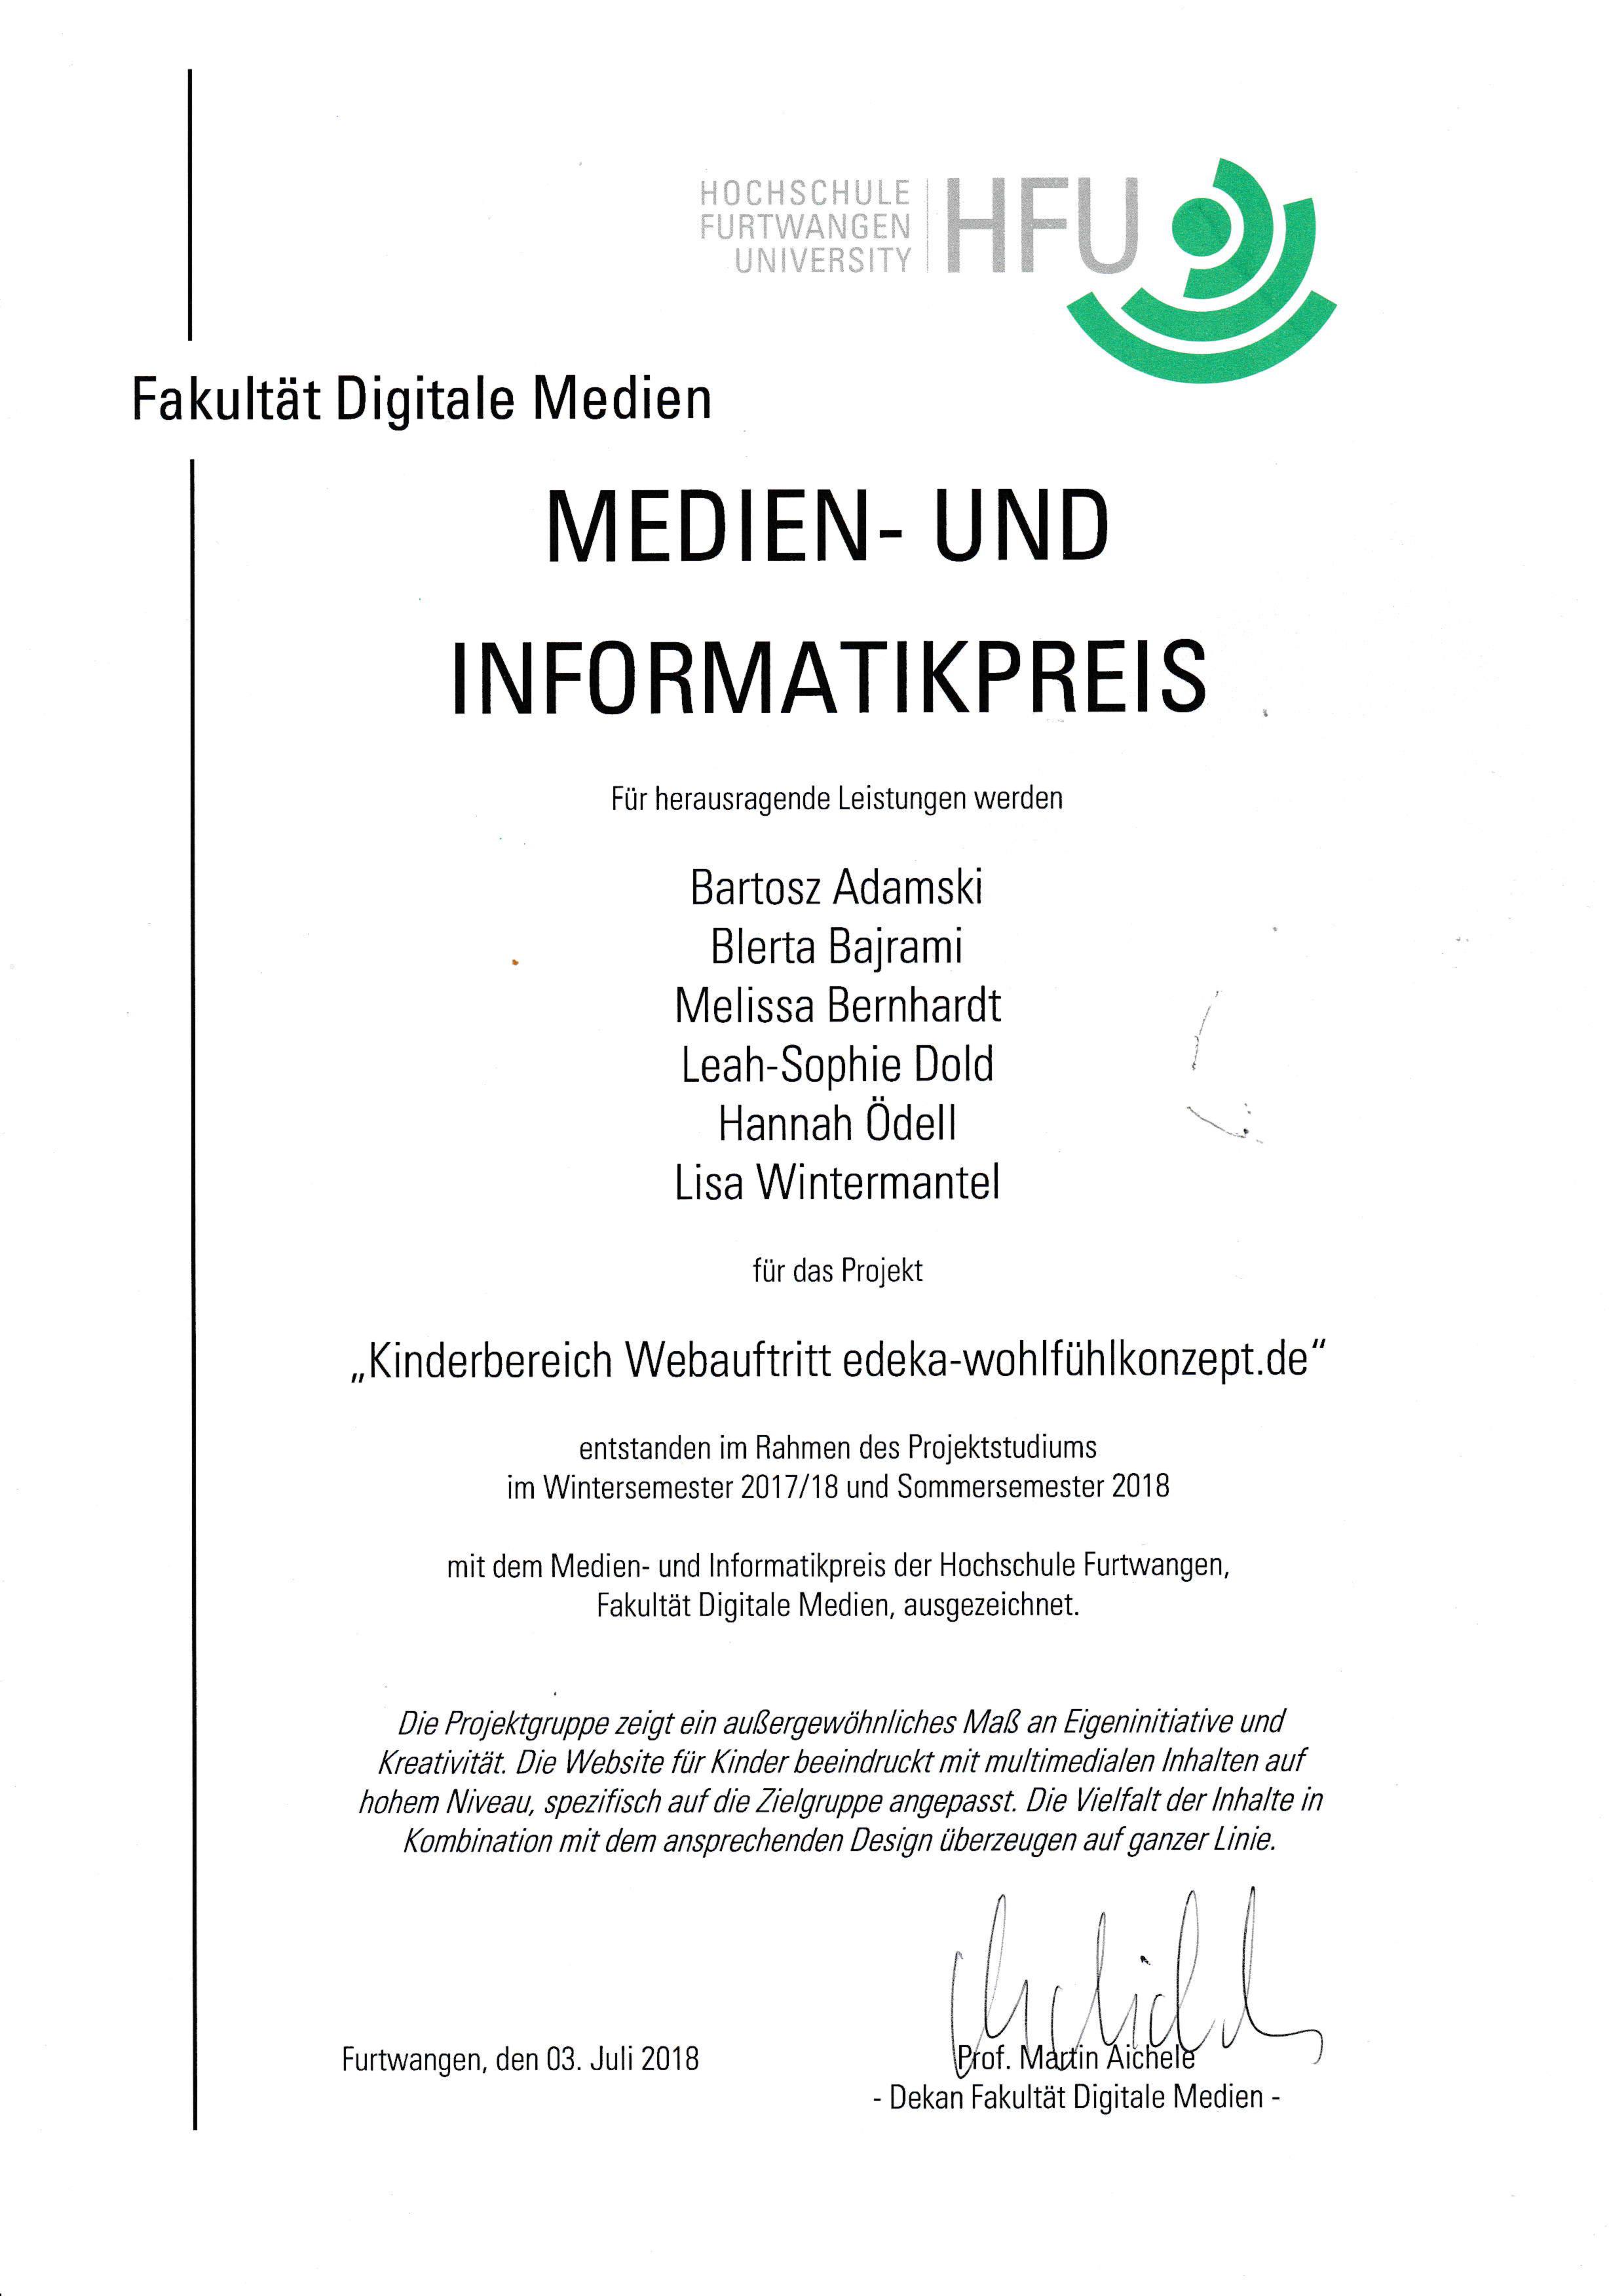 HOCHSCHULE
FURTWANGEN
UNIVERSITY
HFU
Fakultät Digitale Medien
MEDIEN- UND
INFORMATIKPREIS
Für herausragende Leistungen werden
Bartosz Adamski
Blerta Bajrami
Melissa Bernhardt
Leah-Sophie Dold
Hannah Ödell
Lisa Wintermantel
für das Projekt
„Kinderbereich Webauftritt edeka-wohlfühlkonzept.de“
entstanden im Rahmen des Projektstudiums
im Wintersemester 2017/18 und Sommersemester 2018
mit dem Medien- und Informatikpreis der Hochschule Furtwangen,
Fakultät Digitale Medien, ausgezeichnet.
Die Projektgruppe zeigt ein außergewöhnliches Maß an Eigeninitiative und
Kreativität. Die Website für Kinder beeindruckt mit multimedialen Inhalten auf
hohem Niveau, spezifisch auf die Zielgruppe angepasst. Die Vielfalt der Inhalte in
Kombination mit dem ansprechenden Design überzeugen auf ganzer Linie.
Furtwangen, den 03. Juli 2018
Prof. Martin Aichele
- Dekan Fakultät Digitale Medien -